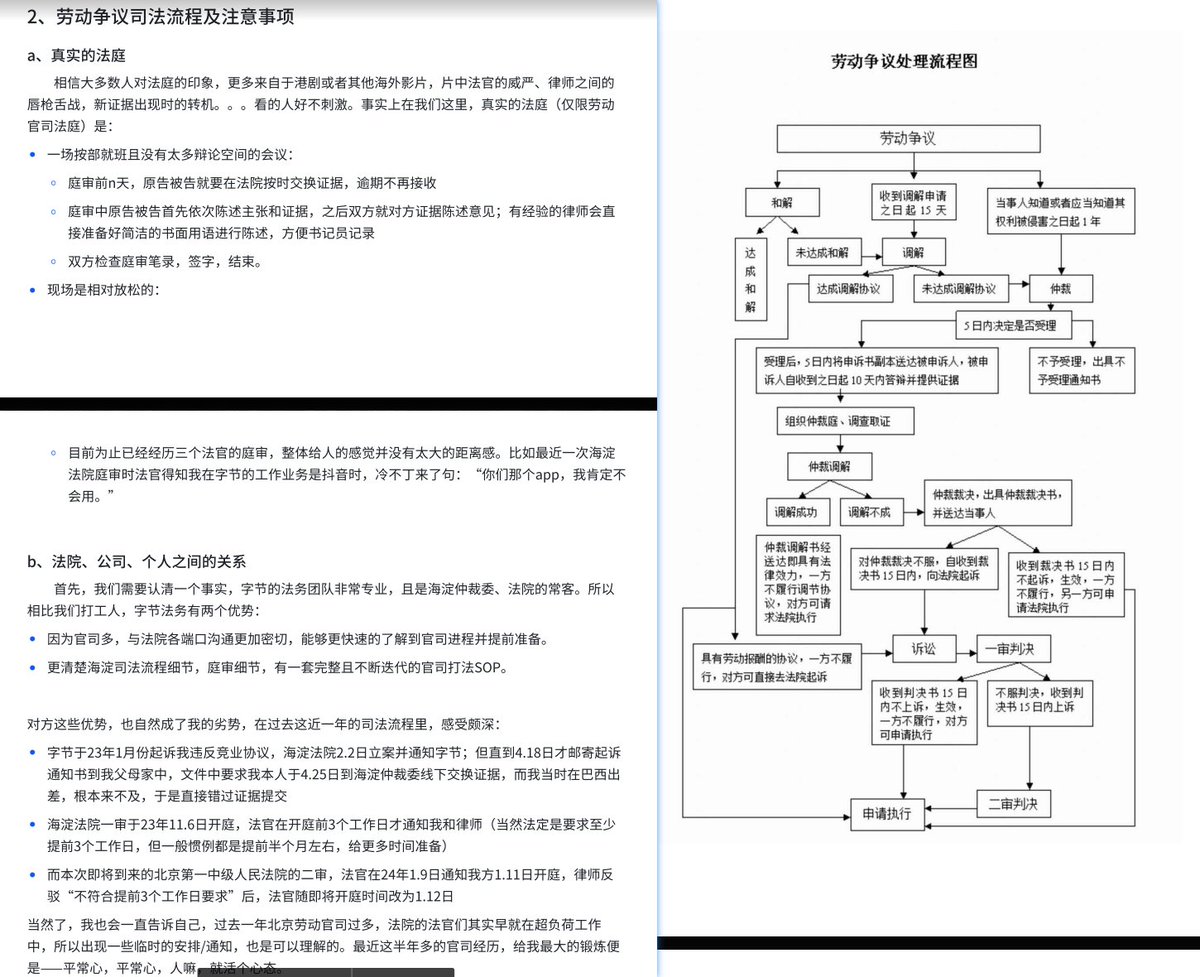 2、劳动争议司法流程及注意事项
a、真实的法庭
相信大多数人对法庭的印象，更多来自于港剧或者其他海外影片，片中法官的威严、律师之间的
唇枪舌战，新证据出现时的转机。。。看的人好不刺激。事实上在我们这里，真实的法庭（仅限劳动
官司法庭）是：
• 一场按部就班且没有太多辩论空间的会议：
◦ 庭审前n天，原告被告就要在法院按时交换证据，逾期不再接收
◦ 庭审中原告被告首先依次陈述主张和证据，之后双方就对方证据陈述意见；有经验的律师会直
接准备好简洁的书面用语进行陈述，方便书记员记录
◦ 双方检查庭审笔录，签字，结束。
• 现场是相对放松的：
◦ 目前为止已经经历三个法官的庭审，整体给人的感觉并没有太大的距离感。比如最近一次海淀
法院庭审时法官得知我在字节的工作业务是抖音时，冷不丁来了句：“你们那个app，我肯定不
会用。”
b、法院、公司、个人之间的关系
首先，我们需要认清一个事实，字节的法务团队非常专业，且是海淀仲裁委、法院的常客。所以
相比我们打工人，字节法务有两个优势：
• 因为官司多，与法院各端口沟通更加密切，能够更快速的了解到官司进程并提前准备。
• 更清楚海淀司法流程细节，庭审细节，有一套完整且不断迭代的官司打法SOP。
对方这些优势，也自然成了我的劣势，在过去这近一年的司法流程里，感受颇深：
• 字节于23年1月份起诉我违反竞业协议，海淀法院2.2日立案并通知字节；但直到4.18日才邮寄起诉
通知书到我父母家中，文件中要求我本人于4.25日到海淀仲裁委线下交换证据，而我当时在巴西出
差，根本来不及，于是直接错过证据提交
• 海淀法院一审于23年11.6日开庭，法官在开庭前3个工作日才通知我和律师（当然法定是要求至少
提前3个工作日，但一般惯例都是提前半个月左右，给更多时间准备）
• 而本次即将到来的北京第一中级人民法院的二审，法官在24年1.9日通知我方1.11日开庭，律师反
驳“不符合提前3个工作日要求”后，法官随即将开庭时间改为1.12日
当然了，我也会一直告诉自己，过去一年北京劳动官司过多，法院的法官们其实早就在超负荷工作
中，所以出现一些临时的安排/通知，也是可以理解的。最近这半年多的官司经历，给我最大的锻炼便
是——平常心，平常心，人嘛，就活个心态。
劳动争议处理流程图
劳动争议
和解
收到调解申请
之日起 15 天
当事人知道或者应当知道其
权利被侵害之日起 1 年
达
成
和
解
未达成和解
调解
达成调解协议
未达成调解协议
仲裁
5 日内决定是否受理
受理后，5日内将申诉书副本送达被申诉人，被申
诉人自收到之日起 10 天内答辩并提供证据
不予受理，出具不
予受理通知书
组织仲裁庭、调查取证
仲裁调解
调解成功
调解不成
仲裁裁决，出具仲裁裁决书，
并送达当事人
仲裁调解书经
送达即具有法
律效力，一方
不履行调节协
议，对方可请
求法院执行
对仲裁裁决不服，自收到裁
决书 15 日内，向法院起诉
收到裁决书 15 日内
不起诉，生效，一方
不履行，另一方可申
请法院执行
具有劳动报酬的协议，一方不履
行，对方可直接去法院起诉
诉讼
一审判决
收到判决书 15 日
内不上诉，生效，
一方不履行，对方
可申请执行
不服判决，收到判
决书 15 日内上诉
申请执行
二审判决